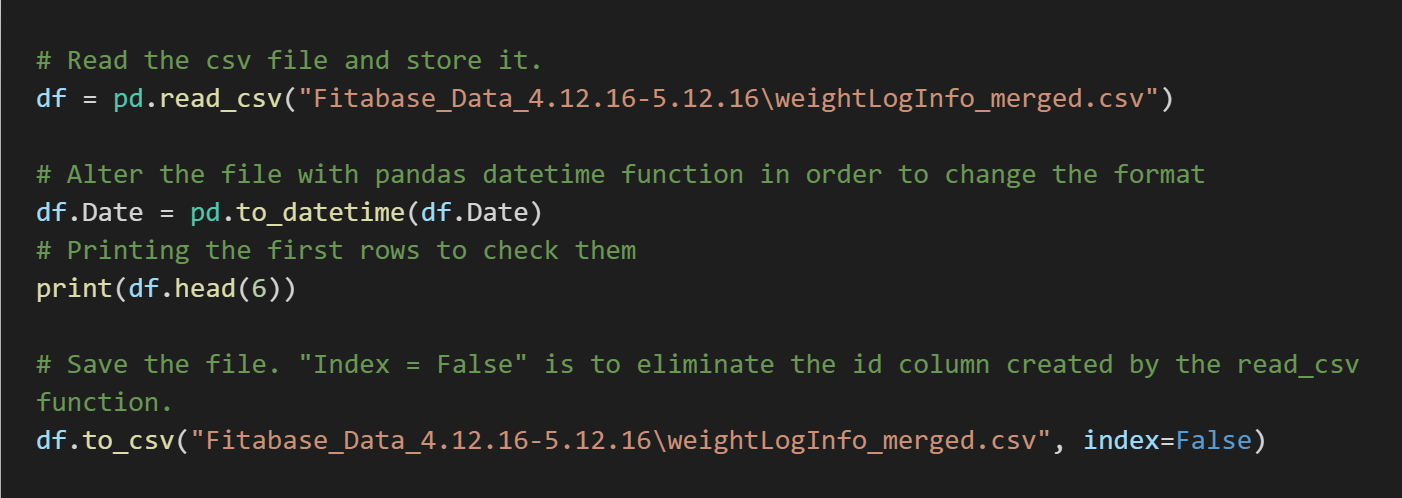 # Read the csv file and store it.
df = pd.read_csv("Fitabase_Data_4.12.16-5.12.16\weightLogInfo_merged.csv")
# Alter the file with pandas datetime function in order to change the format
df.Date = pd.to_datetime(df.Date)
# Printing the first rows to check them
print(df.head(6))
# Save the file. "Index = False" is to eliminate the id column created by the read_csv
function.
df.to_csv("Fitabase_Data_4.12.16-5.12.16\weightLogInfo_merged.csv", index=False)